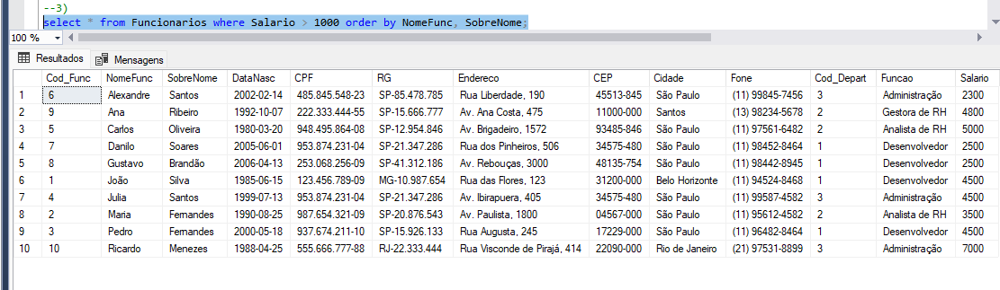 --3)
select * from Funcionarios where Salario > 1000 order by NomeFunc, SobreNome;
100 %
Resultados Mensagens
Cod_Func NomeFunc SobreNome DataNasc CPF RG Endereco CEP Cidade Fone Cod_Depart Funcao Salario
1 6 Alexandre Santos 2002-02-14 485.845.548-23 SP-85.478.785 Rua Liberdade, 190 45513-845 São Paulo (11) 99845-7456 3 Administração 2300
2 9 Ana Ribeiro 1992-10-07 222.333.444-55 SP-15.666.777 Av. Ana Costa, 475 11000-000 Santos (13) 98234-5678 2 Gestora de RH 4800
3 5 Carlos Oliveira 1980-03-20 948.495.864-08 SP-12.954.846 Av. Brigadeiro, 1572 93485-846 São Paulo (11) 97561-6482 2 Analista de RH 5000
4 7 Danilo Soares 2005-06-01 953.874.231-04 SP-21.347.286 Rua dos Pinheiros, 506 34575-480 São Paulo (11) 98452-8464 1 Desenvolvedor 2500
5 8 Gustavo Brandão 2006-04-13 253.068.256-09 SP-41.312.186 Av. Rebouças, 3000 48135-754 São Paulo (11) 98442-8945 1 Desenvolvedor 2500
6 1 João Silva 1985-06-15 123.456.789-09 MG-10.987.654 Rua das Flores, 123 31200-000 Belo Horizonte (11) 94524-8468 1 Desenvolvedor 4500
7 4 Julia Santos 1999-07-13 953.874.231-04 SP-21.347.286 Av. Ibirapuera, 405 34575-480 São Paulo (11) 99587-4582 3 Administração 4500
8 2 Maria Fernandes 1990-08-25 987.654.321-09 SP-20.876.543 Av. Paulista, 1800 04567-000 São Paulo (11) 95612-4582 2 Analista de RH 3500
9 3 Pedro Fernandes 2000-05-18 937.674.211-10 SP-15.926.133 Rua Augusta, 245 17229-000 São Paulo (11) 96482-8464 1 Desenvolvedor 4500
10 10 Ricardo Menezes 1988-04-25 555.666.777-88 RJ-22.333.444 Rua Visconde de Pirajá, 414 22090-000 Rio de Janeiro (21) 97531-8899 3 Administração 7000